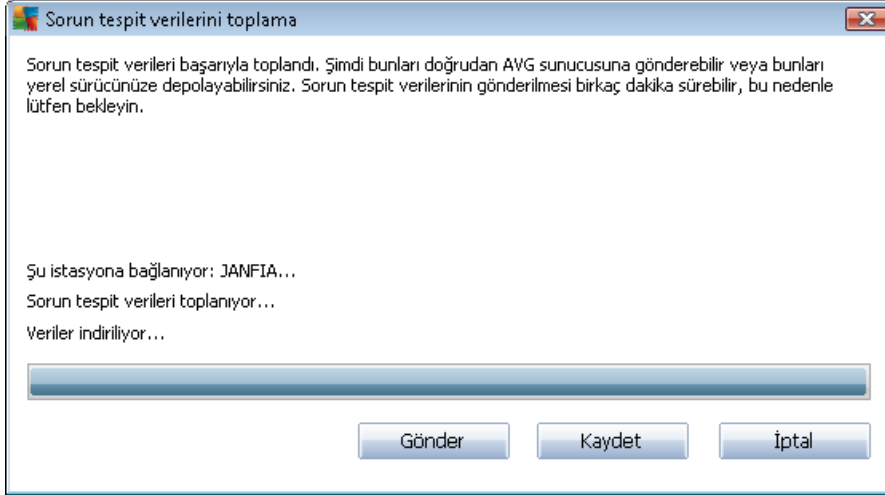 Sorun tespit verilerini toplama
Sorun tespit verileri başarıyla toplandı. Şimdi bunları doğrudan AVG sunucusuna gönderebilir veya bunları
yerel sürücünüze depolayabilirsiniz. Sorun tespit verilerinin gönderilmesi birkaç dakika sürebilir, bu nedenle
lütfen bekleyin.
Şu istasyona bağlanıyor: JANFIA...
Sorun tespit verileri toplanıyor...
Veriler indiriliyor...
Gönder
Kaydet
İptal